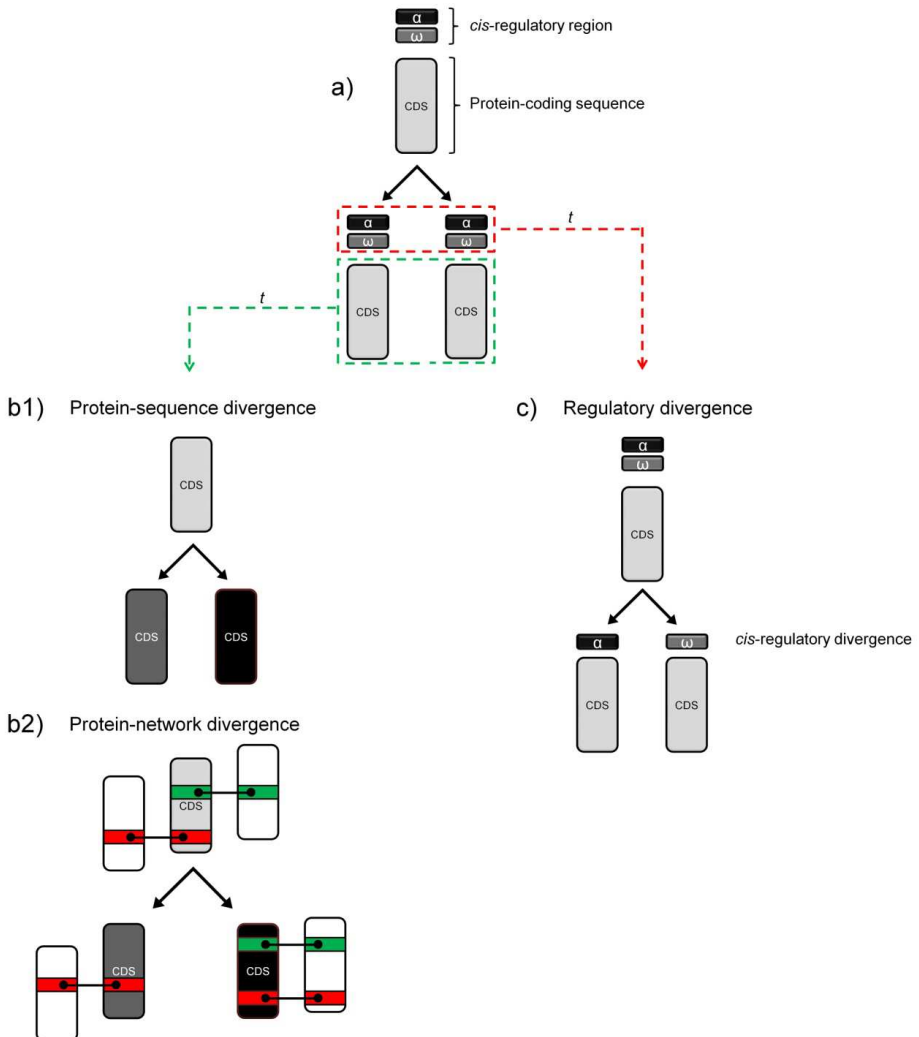 α
ω
cis-regulatory region
a)
CDS
Protein-coding sequence
α
α
ω
ω
t
t
CDS
CDS
b1) Protein-sequence divergence
CDS
CDS
CDS
c) Regulatory divergence
α
ω
CDS
α
ω
cis-regulatory divergence
CDS
CDS
b2) Protein-network divergence
CDS
CDS
CDS